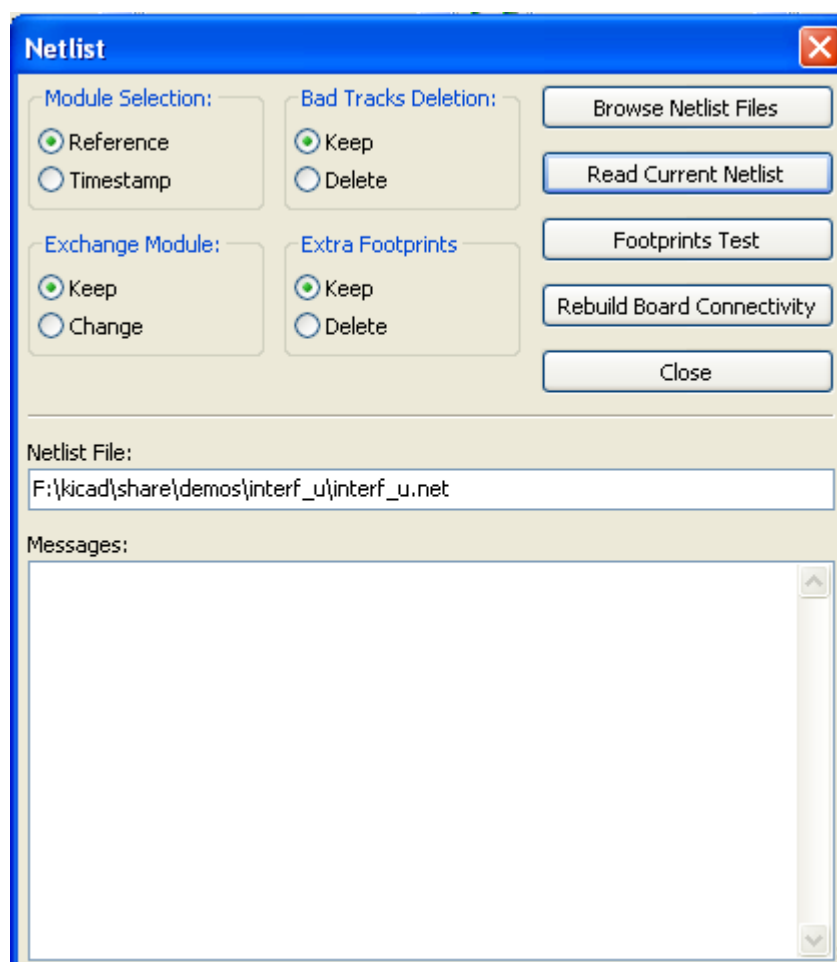 Netlist
Module Selection:
Reference
Timestamp
Bad Tracks Deletion:
Keep
Delete
Browse Netlist Files
Read Current Netlist
Exchange Module:
Keep
Change
Extra Footprints
Keep
Delete
Footprints Test
Rebuild Board Connectivity
Close
Netlist File:
F:\kicad\share\demos\interf_u\interf_u.net
Messages: